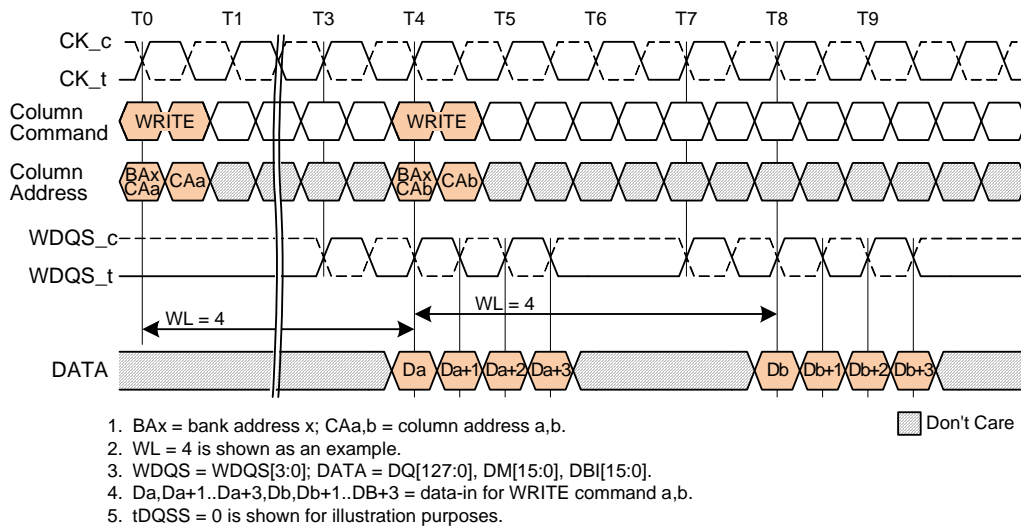 T0 T1 T3 T4 T5 T6 T7 T8 T9
CK_c
CK_t
Column
Command
WRITE WRITE
Column
Address
BAx
CAa
CAa
BAx
CAb
CAb
WDQS_c
WDQS_t
WL = 4 WL = 4
DATA
Da Da+1 Da+2 Da+3 Db Db+1 Db+2 Db+3
Don't Care
1. BAx = bank address x; CAa,b = column address a,b.
2. WL = 4 is shown as an example.
3. WDQS = WDQS[3:0]; DATA = DQ[127:0], DM[15:0], DBI[15:0].
4. Da,Da+1..Da+3,Db,Db+1..DB+3 = data-in for WRITE command a,b.
5. tDQSS = 0 is shown for illustration purposes.